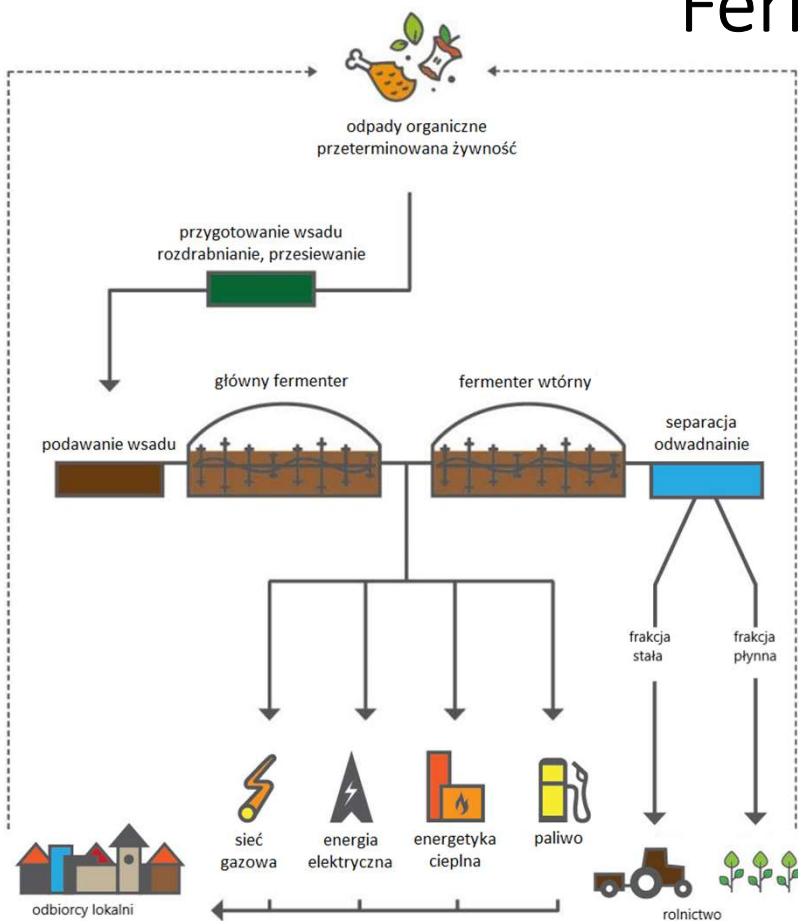 odpady organiczne
przeterminowana żywność
przygotowanie wsadu
rozdrabnianie, przesiewanie
główny fermenter
fermenter wtórny
podawanie wsadu
separacja
odwadnainie
frakcja
stała
frakcja
płynna
sieć
gazowa
energia
elektryczna
energetyka
cieplna
paliwo
odbiorcy lokalni
rolnictwo